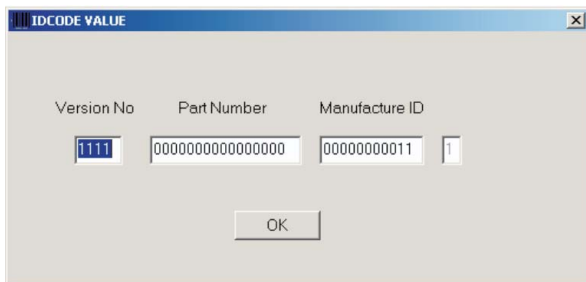 IDCODE VALUE
Version No Part Number Manufacture ID
1111 0000000000000000 00000000011 1
OK